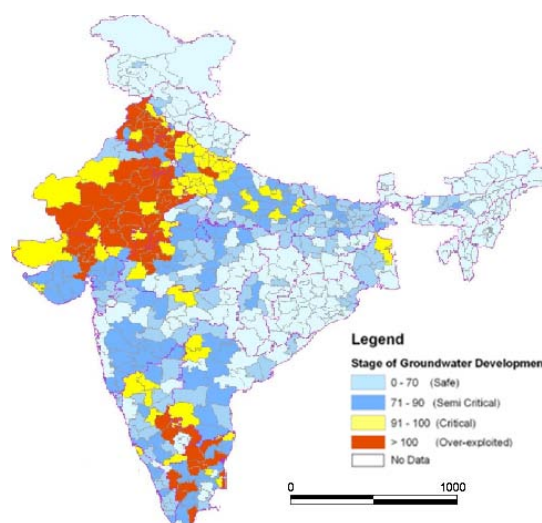 Legend
Stage of Groundwater Development
0 - 70 (Safe)
71 - 90 (Semi Critical)
91 - 100 (Critical)
> 100 (Over-exploited)
No Data
0 1000